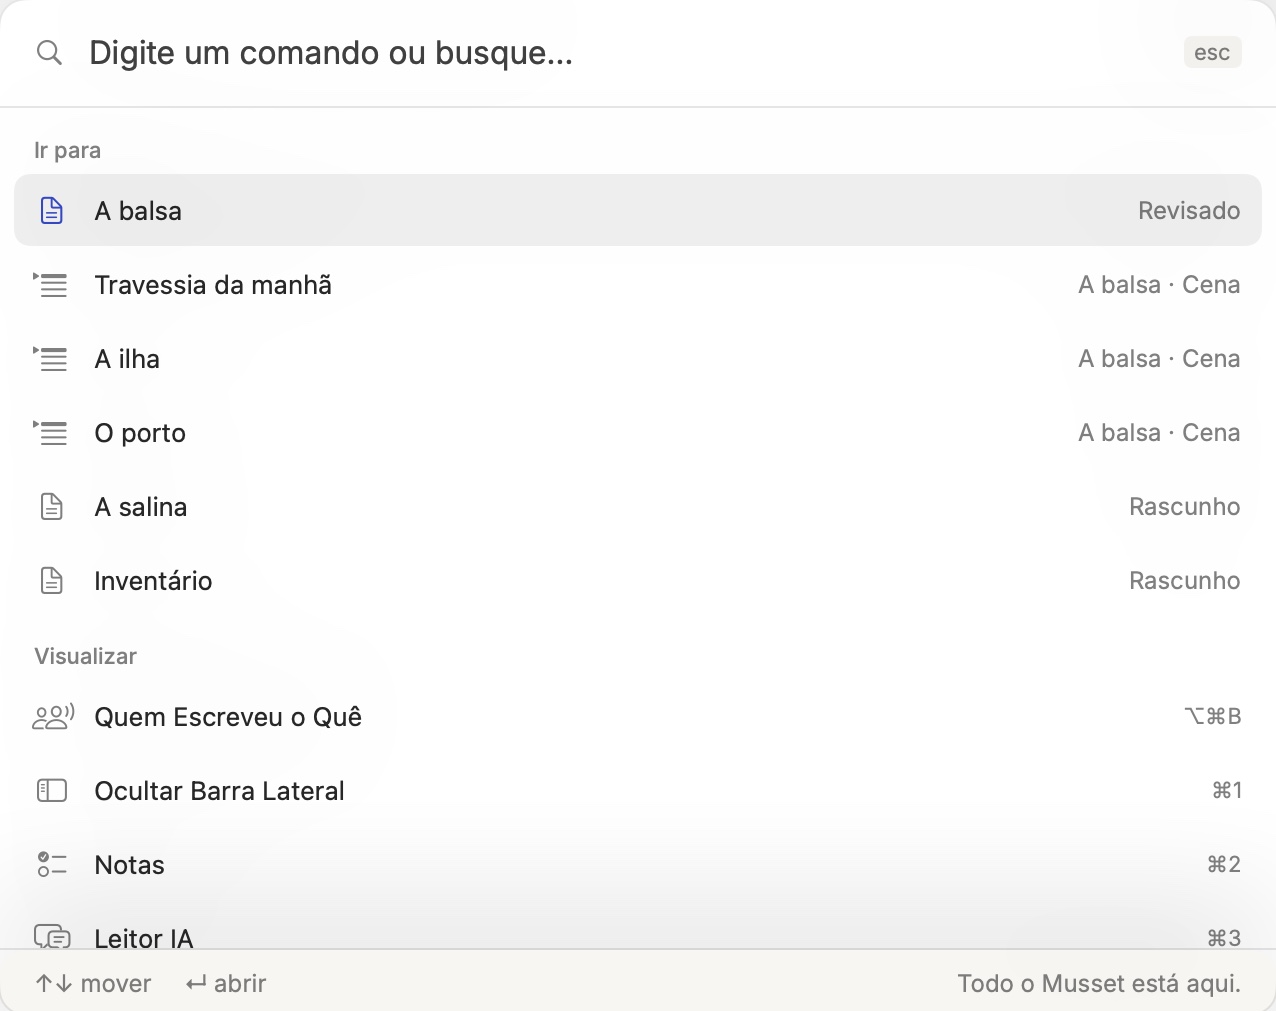 Digite um comando ou busque... esc
Ir para
A balsa Revisado
Travessia da manhã A balsa · Cena
A ilha A balsa · Cena
O porto A balsa · Cena
A salina Rascunho
Inventário Rascunho
Visualizar
Quem Escreveu o Quê ⌥⌘B
Ocultar Barra Lateral ⌘1
Notas ⌘2
Leitor IA ⌘3
↑↓ mover ↵ abrir Todo o Musset está aqui.